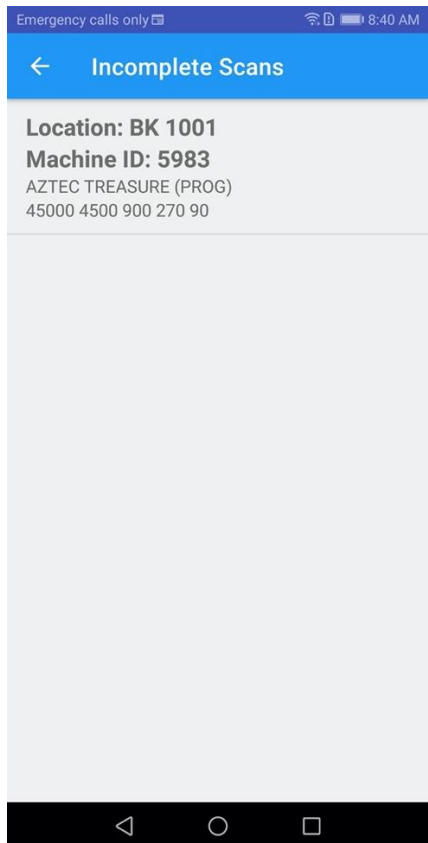 Emergency calls only
8:40 AM
Incomplete Scans
Location: BK 1001
Machine ID: 5983
AZTEC TREASURE (PROG)
45000 4500 900 270 90